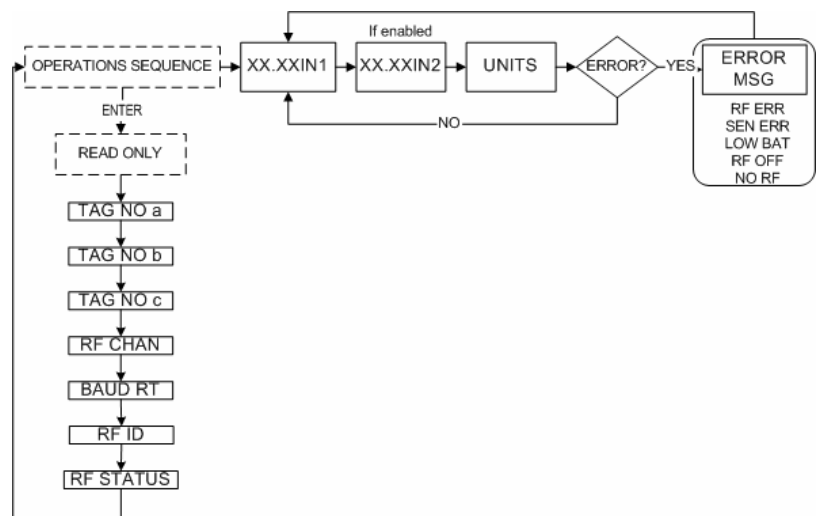 If enabled
OPERATIONS SEQUENCE
XX.XXIN1
XX.XXIN2
UNITS
ERROR?
YES
ERROR
MSG
NO
RF ERR
SEN ERR
LOW BAT
RF OFF
NO RF
ENTER
READ ONLY
TAG NO a
TAG NO b
TAG NO c
RF CHAN
BAUD RT
RF ID
RF STATUS